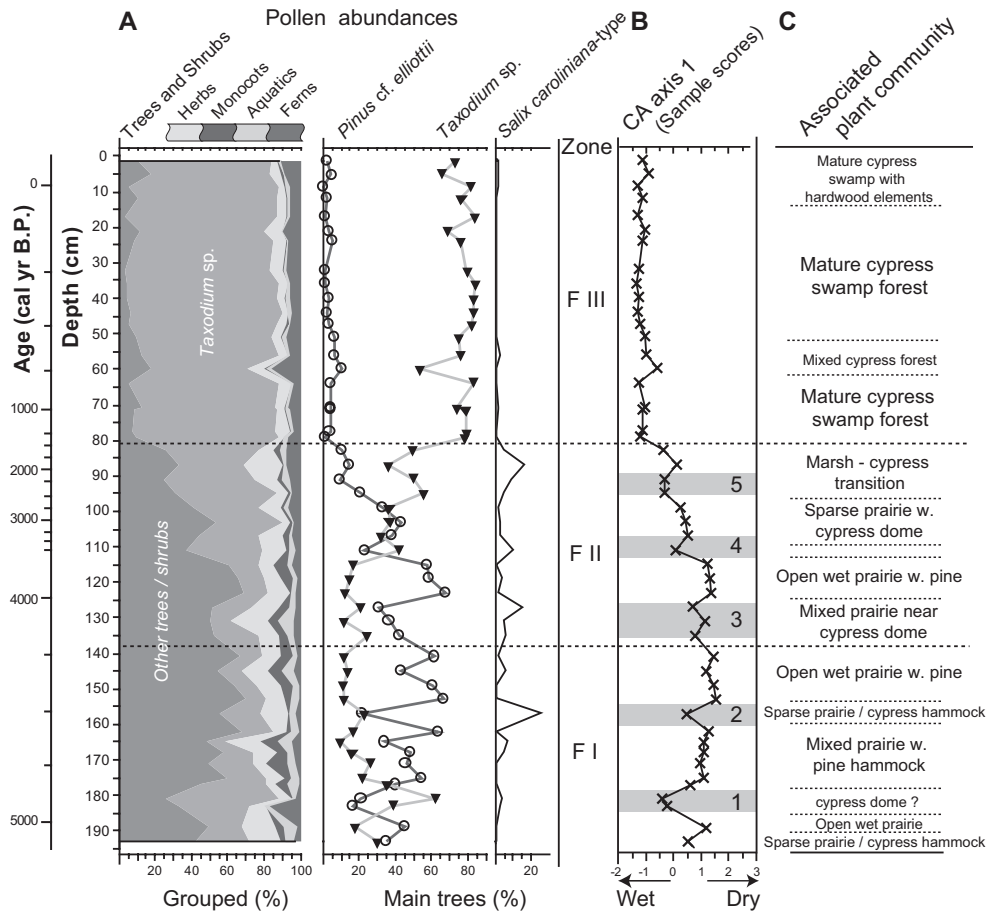 A
Pollen abundances
B
C
Trees and Shrubs
Herbs
Monocots
Aquatics
Ferns
Pinus cf. elliottii
Taxodium sp.
Salix caroliniana-type
CA axis 1
(Sample scores)
Associated
plant community
Zone
Age (cal yr B.P.)
0
1000
2000
3000
4000
5000
Depth (cm)
0
10
20
30
40
50
60
70
80
90
100
110
120
130
140
150
160
170
180
190
Taxodium sp.
Other trees / shrubs
F III
F II
F I
5
4
3
2
1
Mature cypress
swamp with
hardwood elements
Mature cypress
swamp forest
Mixed cypress forest
Mature cypress
swamp forest
Marsh - cypress
transition
Sparse prairie w.
cypress dome
Open wet prairie w. pine
Mixed prairie near
cypress dome
Open wet prairie w. pine
Sparse prairie / cypress hammock
Mixed prairie w.
pine hammock
cypress dome ?
Open wet prairie
Sparse prairie / cypress hammock
0 20 40 60 80 100
20 40 60 80
20
-2 -1 0 1 2 3
Grouped (%)
Main trees (%)
Wet Dry